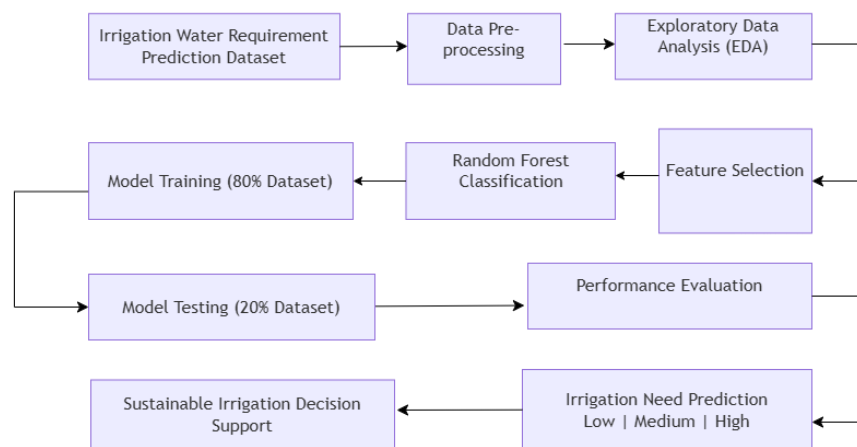 Irrigation Water Requirement
Prediction Dataset
Data Pre-
processing
Exploratory Data
Analysis (EDA)
Model Training (80% Dataset)
Random Forest
Classification
Feature Selection
Model Testing (20% Dataset)
Performance Evaluation
Sustainable Irrigation Decision
Support
Irrigation Need Prediction
Low | Medium | High